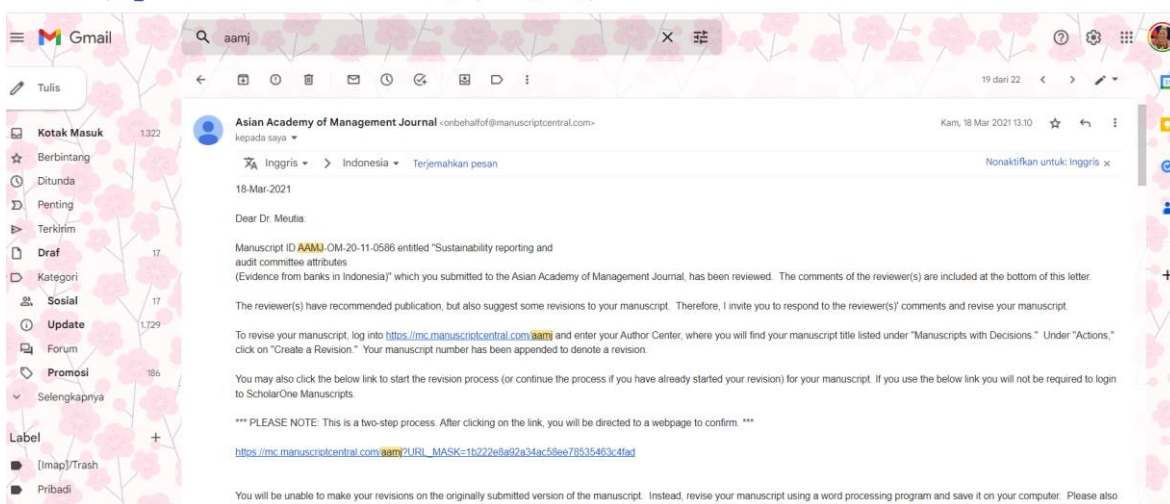 Gmail
aamj
Tulis
19 dari 22
Kotak Masuk 1.322
Berbintang
Ditunda
Penting
Terkirim
Draf 17
Kategori
Sosial 17
Update 1.729
Forum
Promosi 186
Selengkapnya
Label
[Imap]/Trash
Pribadi
Asian Academy of Management Journal <onbehalfof@manuscriptcentral.com>
Kam, 18 Mar 2021 13.10
kepada saya
Inggris > Indonesia Terjemahkan pesan
Nonaktifkan untuk: Inggris x
18-Mar-2021
Dear Dr. Meutia:
Manuscript ID AAMJ-OM-20-11-0586 entitled "Sustainability reporting and
audit committee attributes
(Evidence from banks in Indonesia)" which you submitted to the Asian Academy of Management Journal, has been reviewed. The comments of the reviewer(s) are included at the bottom of this letter.
The reviewer(s) have recommended publication, but also suggest some revisions to your manuscript. Therefore, I invite you to respond to the reviewer(s)' comments and revise your manuscript.
To revise your manuscript, log into https://mc.manuscriptcentral.com/aamj and enter your Author Center, where you will find your manuscript title listed under "Manuscripts with Decisions." Under "Actions,"
click on "Create a Revision." Your manuscript number has been appended to denote a revision.
You may also click the below link to start the revision process (or continue the process if you have already started your revision) for your manuscript. If you use the below link you will not be required to login
to ScholarOne Manuscripts.
*** PLEASE NOTE: This is a two-step process. After clicking on the link, you will be directed to a webpage to confirm. ***
https://mc.manuscriptcentral.com/aamj?URL_MASK=1b222e8a92a34ac58ee78535463c4fad
You will be unable to make your revisions on the originally submitted version of the manuscript. Instead, revise your manuscript using a word processing program and save it on your computer. Please also